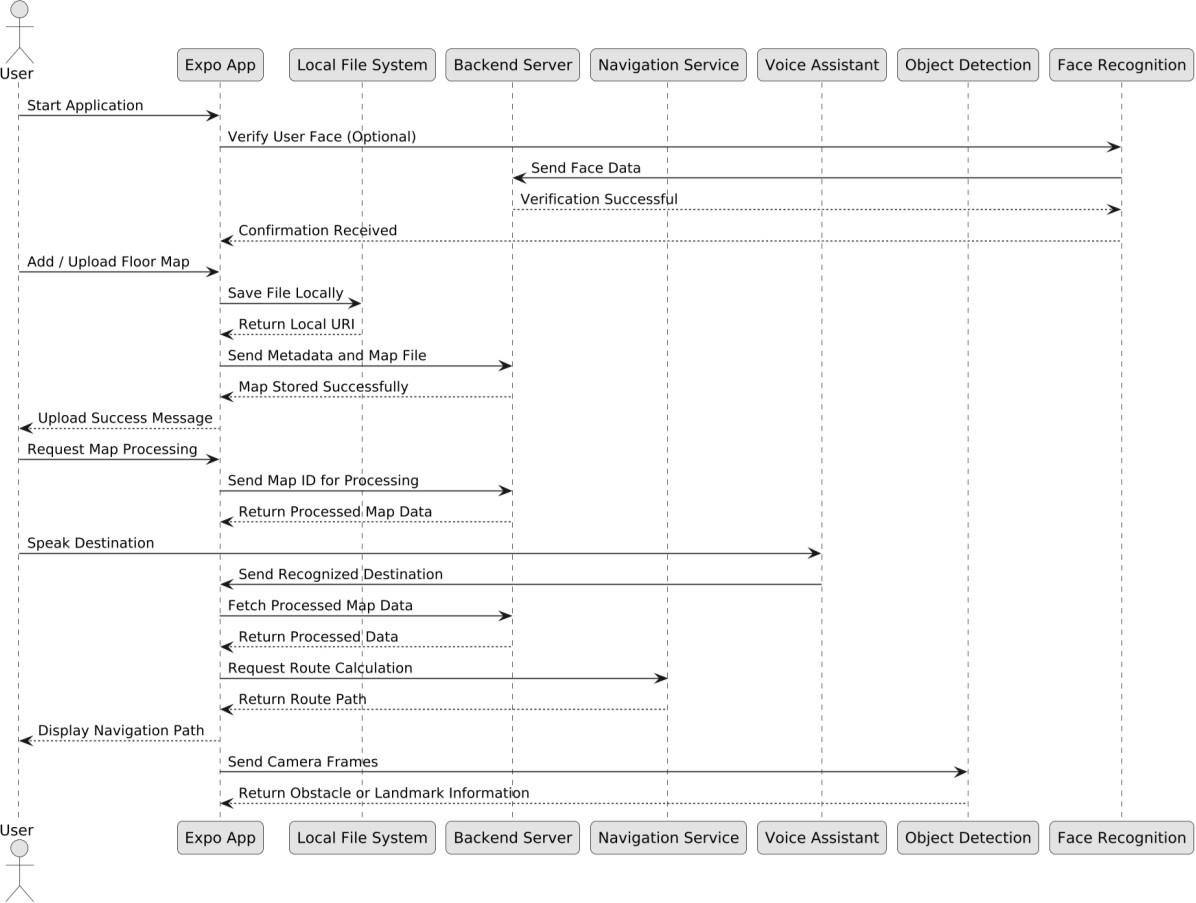 User
Expo App
Local File System
Backend Server
Navigation Service
Voice Assistant
Object Detection
Face Recognition
Start Application
Verify User Face (Optional)
Send Face Data
Verification Successful
Confirmation Received
Add / Upload Floor Map
Save File Locally
Return Local URI
Send Metadata and Map File
Map Stored Successfully
Upload Success Message
Request Map Processing
Send Map ID for Processing
Return Processed Map Data
Speak Destination
Send Recognized Destination
Fetch Processed Map Data
Return Processed Data
Request Route Calculation
Return Route Path
Display Navigation Path
Send Camera Frames
Return Obstacle or Landmark Information
User
Expo App
Local File System
Backend Server
Navigation Service
Voice Assistant
Object Detection
Face Recognition